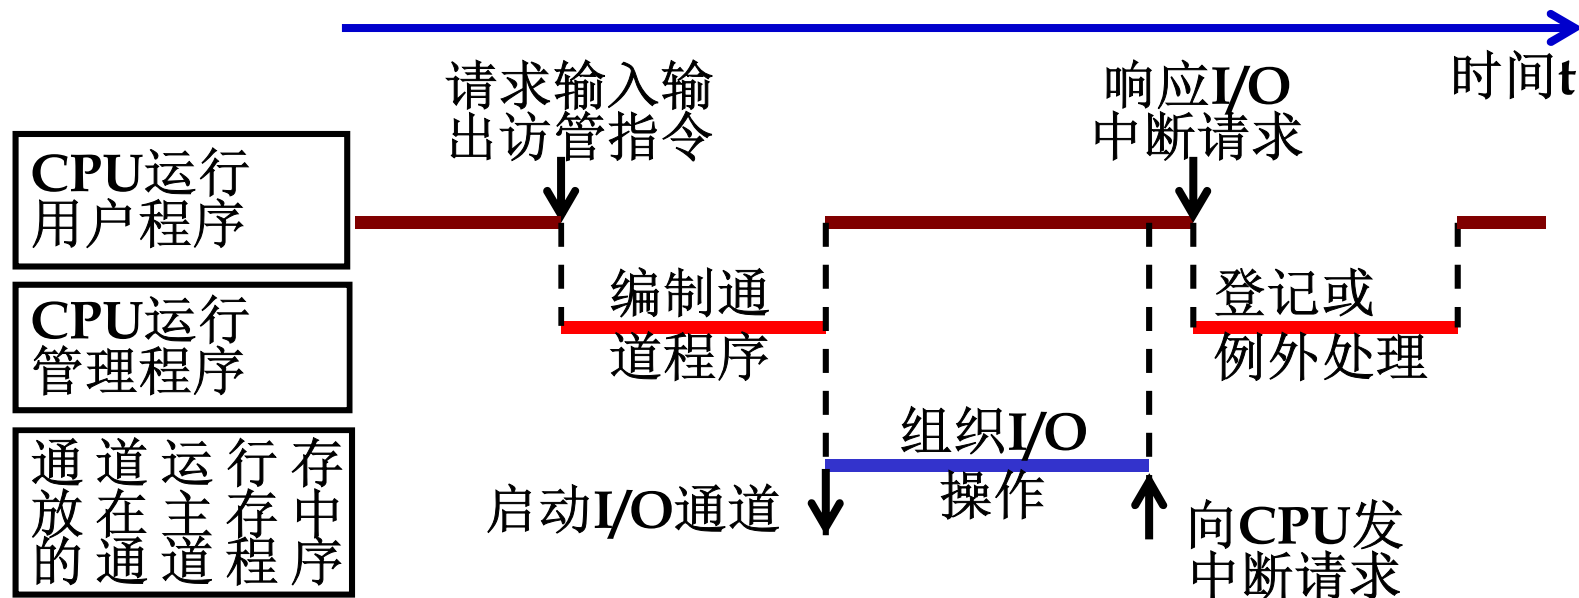 时间t
请求输入输
出访管指令
响应I/O
中断请求
CPU运行
用户程序
编制通
道程序
登记或
例外处理
CPU运行
管理程序
组织I/O
操作
通道运行存
放在主存中
的通道程序
启动I/O通道
向CPU发
中断请求